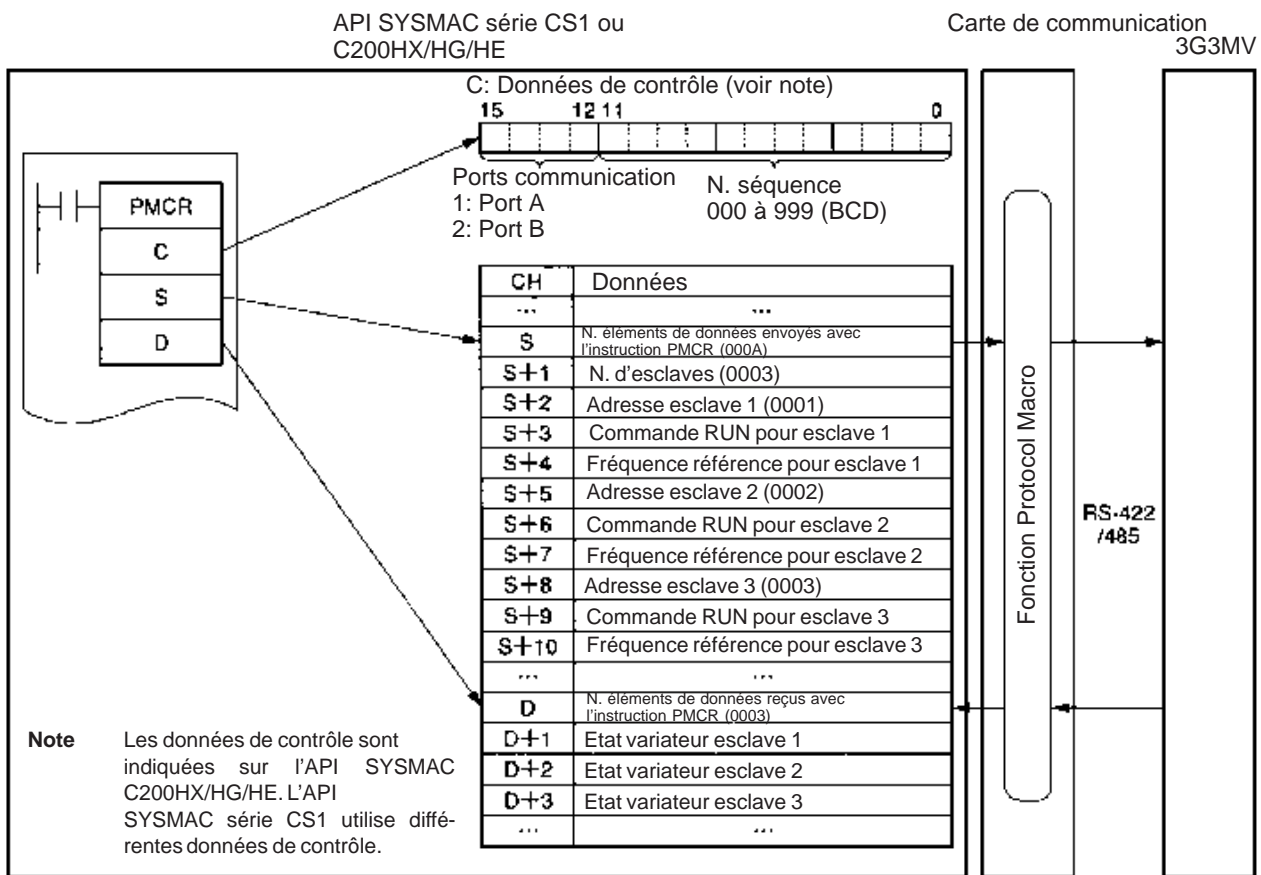 API SYSMAC série CS1 ou
C200HX/HG/HE
Carte de communication
3G3MV
C: Données de contrôle (voir note)
15 12 11 0
Ports communication
1: Port A
2: Port B
N. séquence
000 à 999 (BCD)
PMCR
C
S
D
CH Données
... ...
S N. éléments de données envoyés avec
l'instruction PMCR (000A)
S+1 N. d'esclaves (0003)
S+2 Adresse esclave 1 (0001)
S+3 Commande RUN pour esclave 1
S+4 Fréquence référence pour esclave 1
S+5 Adresse esclave 2 (0002)
S+6 Commande RUN pour esclave 2
S+7 Fréquence référence pour esclave 2
S+8 Adresse esclave 3 (0003)
S+9 Commande RUN pour esclave 3
S+10 Fréquence référence pour esclave 3
... ...
D N. éléments de données reçus avec
l'instruction PMCR (0003)
D+1 Etat variateur esclave 1
D+2 Etat variateur esclave 2
D+3 Etat variateur esclave 3
... ...
Fonction Protocol Macro
RS-422
/485
Note Les données de contrôle sont
indiquées sur l'API SYSMAC
C200HX/HG/HE. L'API
SYSMAC série CS1 utilise diffé-
rentes données de contrôle.